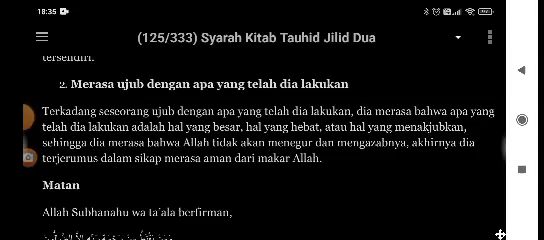 18:35
(125/333) Syarah Kitab Tauhid Jilid Dua
tersendiri.
2. Merasa ujub dengan apa yang telah dia lakukan
Terkadang seseorang ujub dengan apa yang telah dia lakukan, dia merasa bahwa apa yang
telah dia lakukan adalah hal yang besar, hal yang hebat, atau hal yang menakjubkan,
sehingga dia merasa bahwa Allah tidak akan menegur dan mengazabnya, akhirnya dia
terjerumus dalam sikap merasa aman dari makar Allah.
Matan
Allah Subhanahu wa ta'ala berfirman,